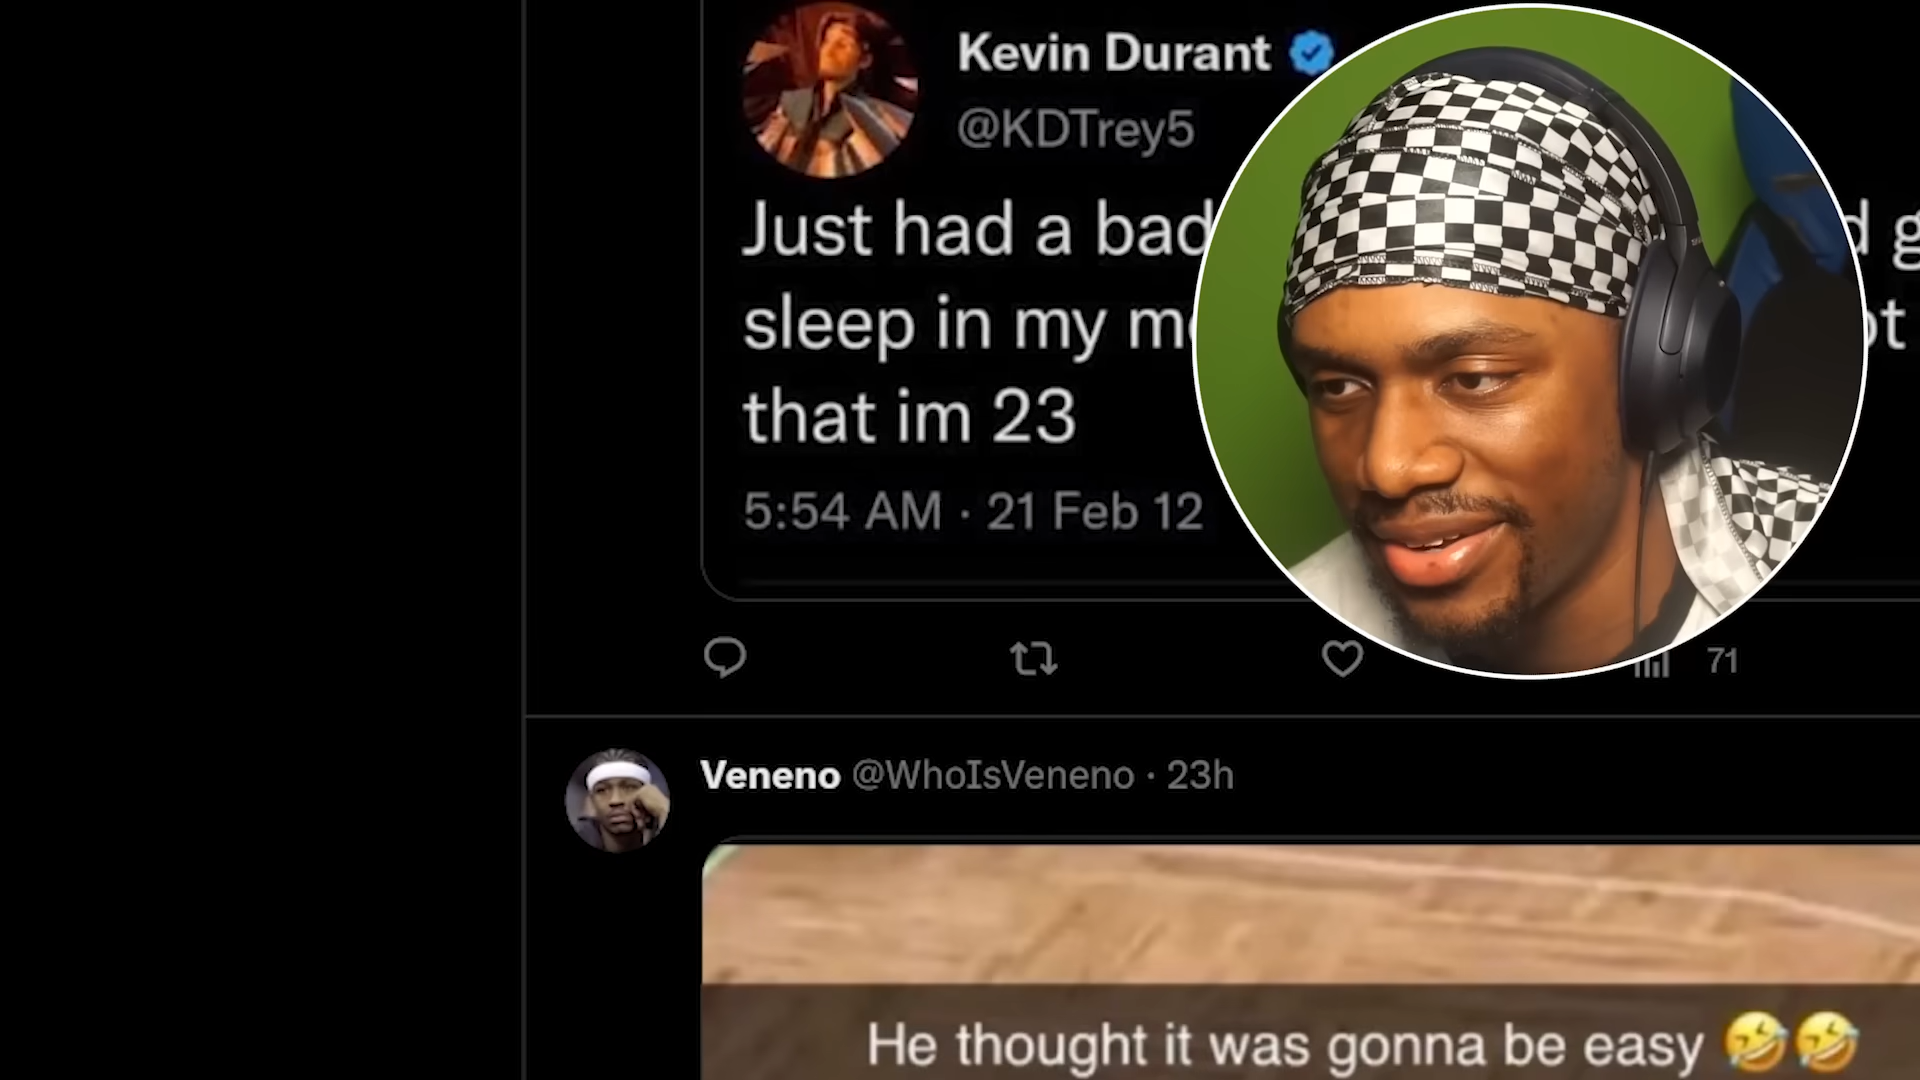 Kevin Durant
@KDTrey5
Just had a bad d g
sleep in my
that im 23
5:54 AM · 21 Feb 12
71
Veneno @WhoIsVeneno · 23h
He thought it was gonna be easy 🤣🤣